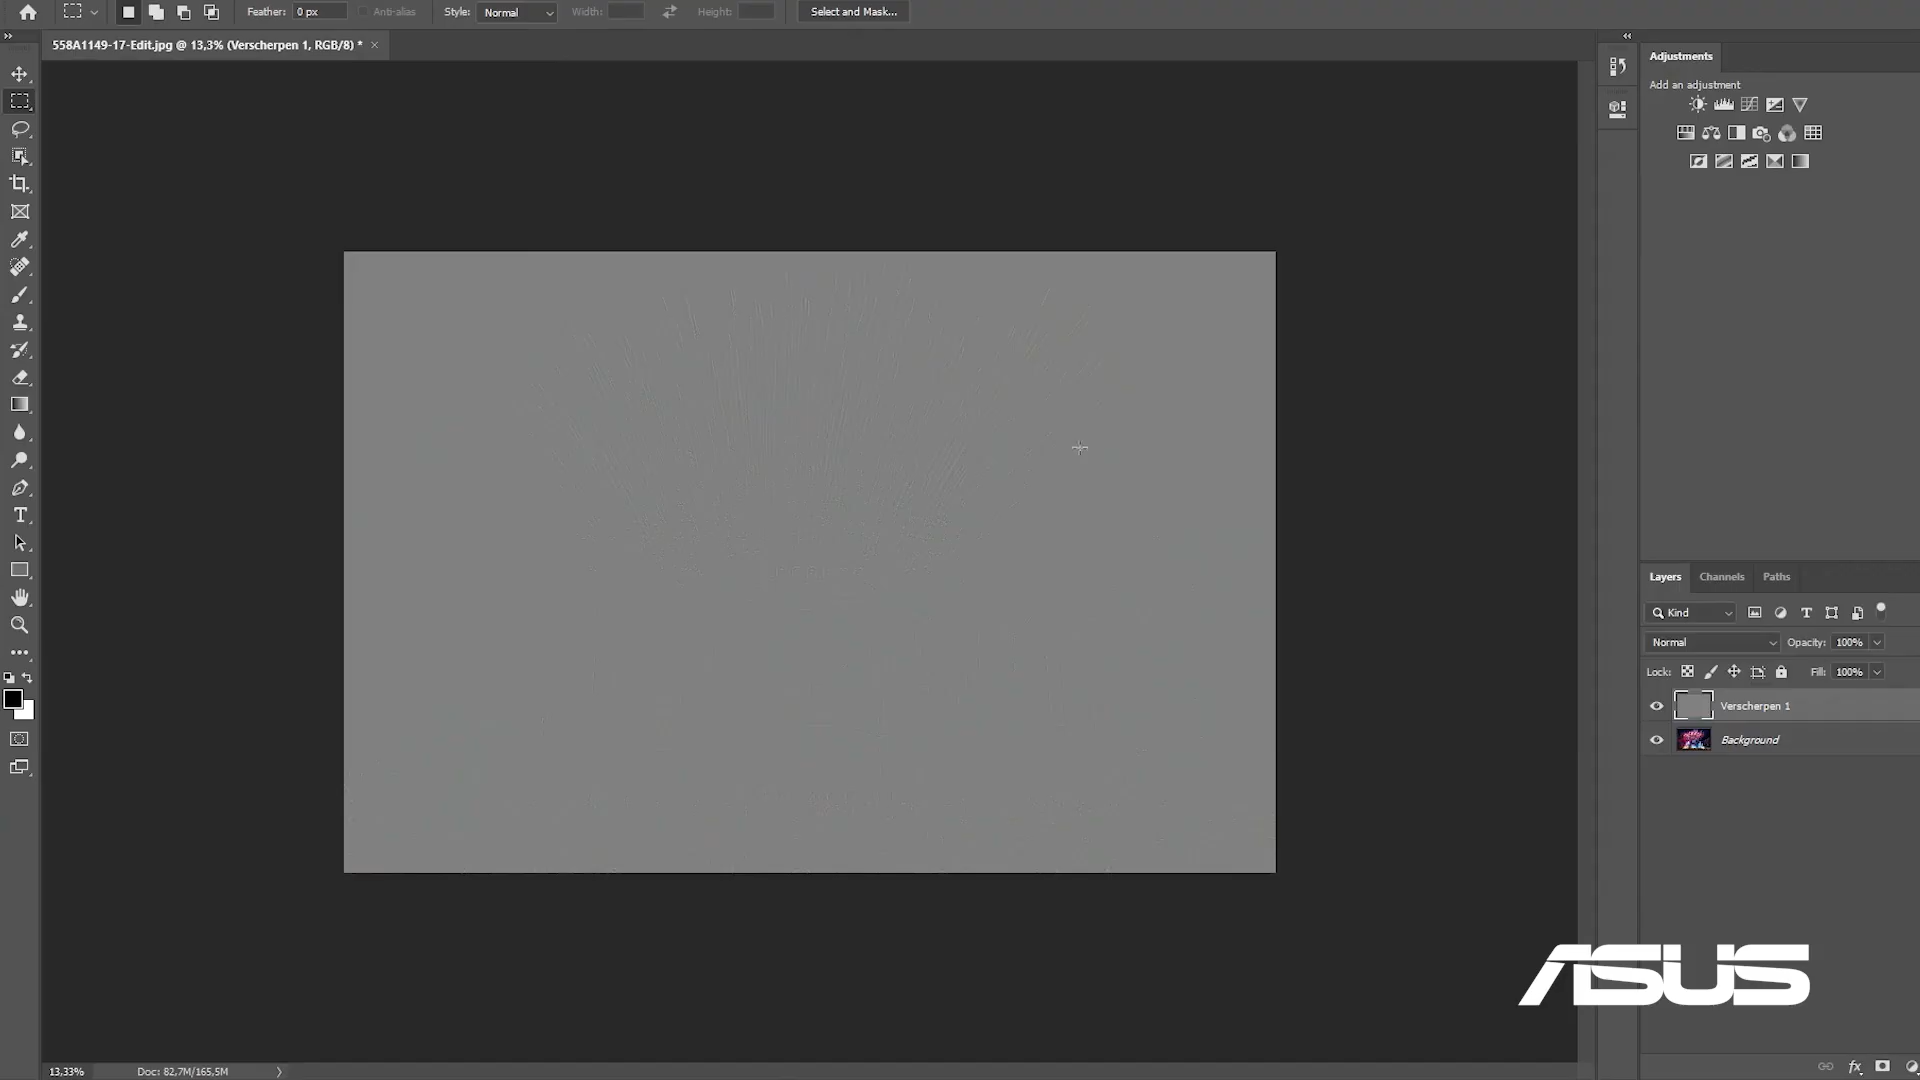 Feather: 0 px Anti-alias Style: Normal Width: Height: Select and Mask...
558A1149-17-Edit.jpg @ 13,3% (Verscherpen 1, RGB/8) *
Adjustments
Add an adjustment
Layers Channels Paths
Kind
Normal Opacity: 100%
Lock: Fill: 100%
Verscherpen 1
Background
ASUS
13,33% Doc: 82,7M/165,5M